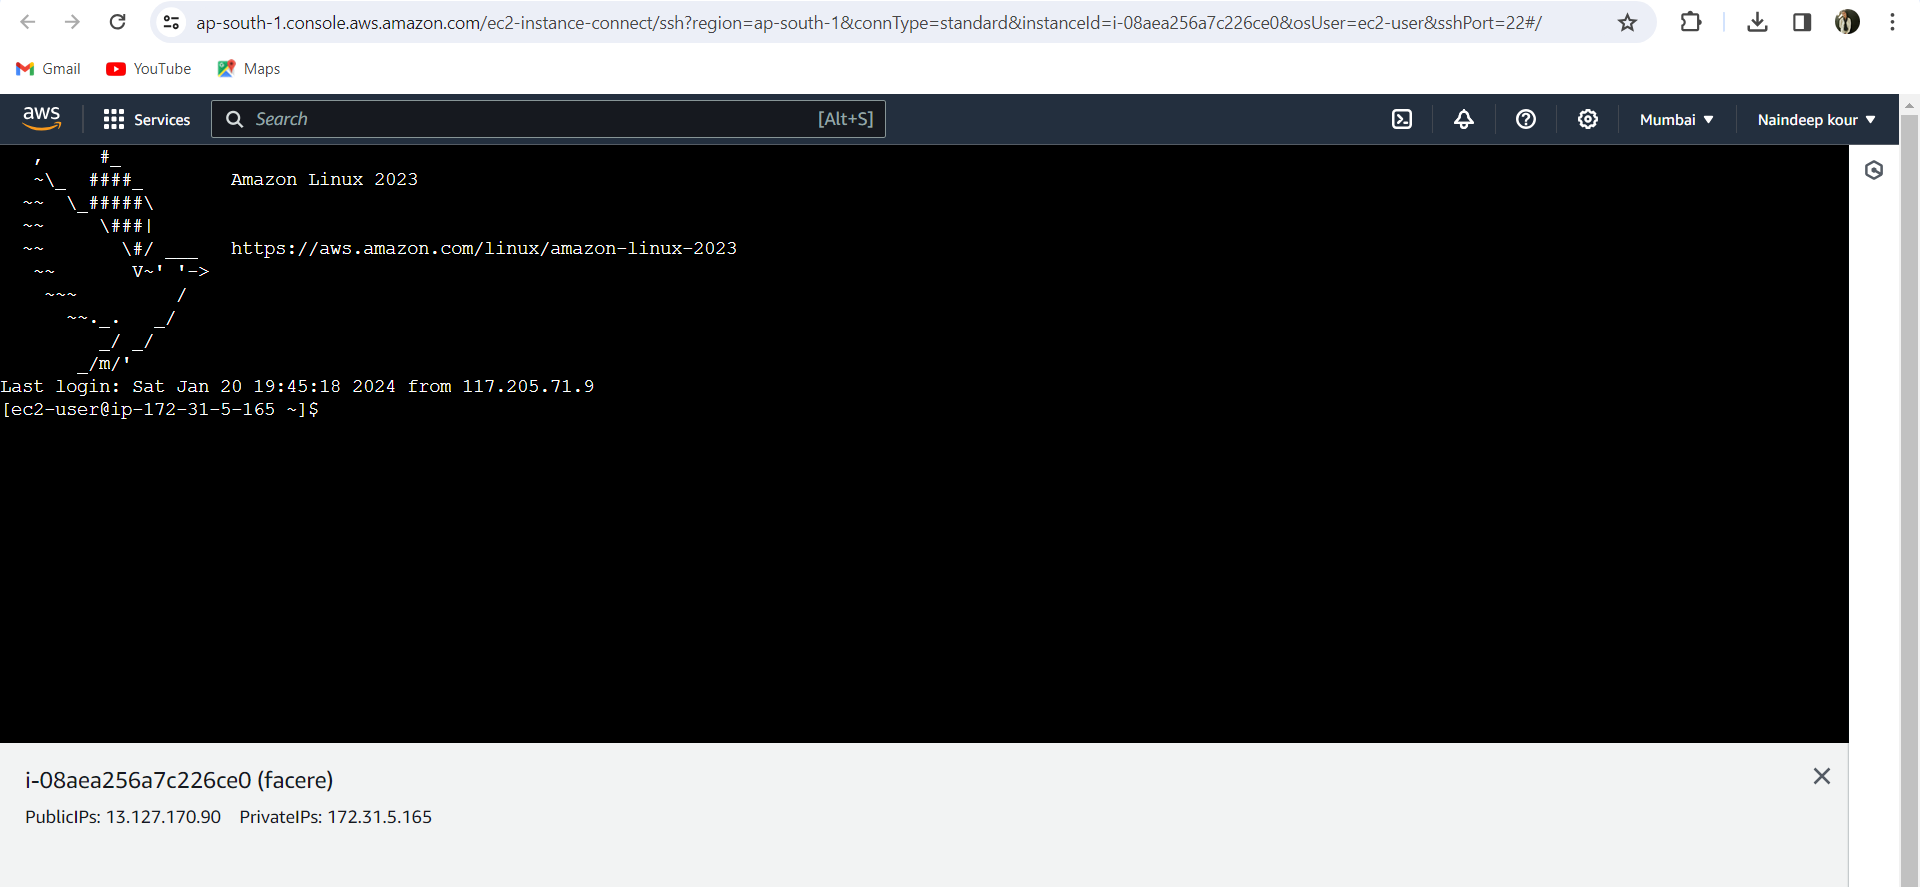 ap-south-1.console.aws.amazon.com/ec2-instance-connect/ssh?region=ap-south-1&connType=standard&instanceId=i-08aea256a7c226ce0&osUser=ec2-user&sshPort=22#/
Gmail YouTube Maps
aws Services Search [Alt+S] Mumbai Naindeep kour
   ,     #_
   ~\_  ####_        Amazon Linux 2023
  ~~  \_#####\
  ~~     \###|
  ~~       \#/ ___   https://aws.amazon.com/linux/amazon-linux-2023
   ~~       V~' '->
    ~~~         /
      ~~._.   _/
         _/ _/
       _/m/'
Last login: Sat Jan 20 19:45:18 2024 from 117.205.71.9
[ec2-user@ip-172-31-5-165 ~]$
i-08aea256a7c226ce0 (facere)
PublicIPs: 13.127.170.90 PrivateIPs: 172.31.5.165